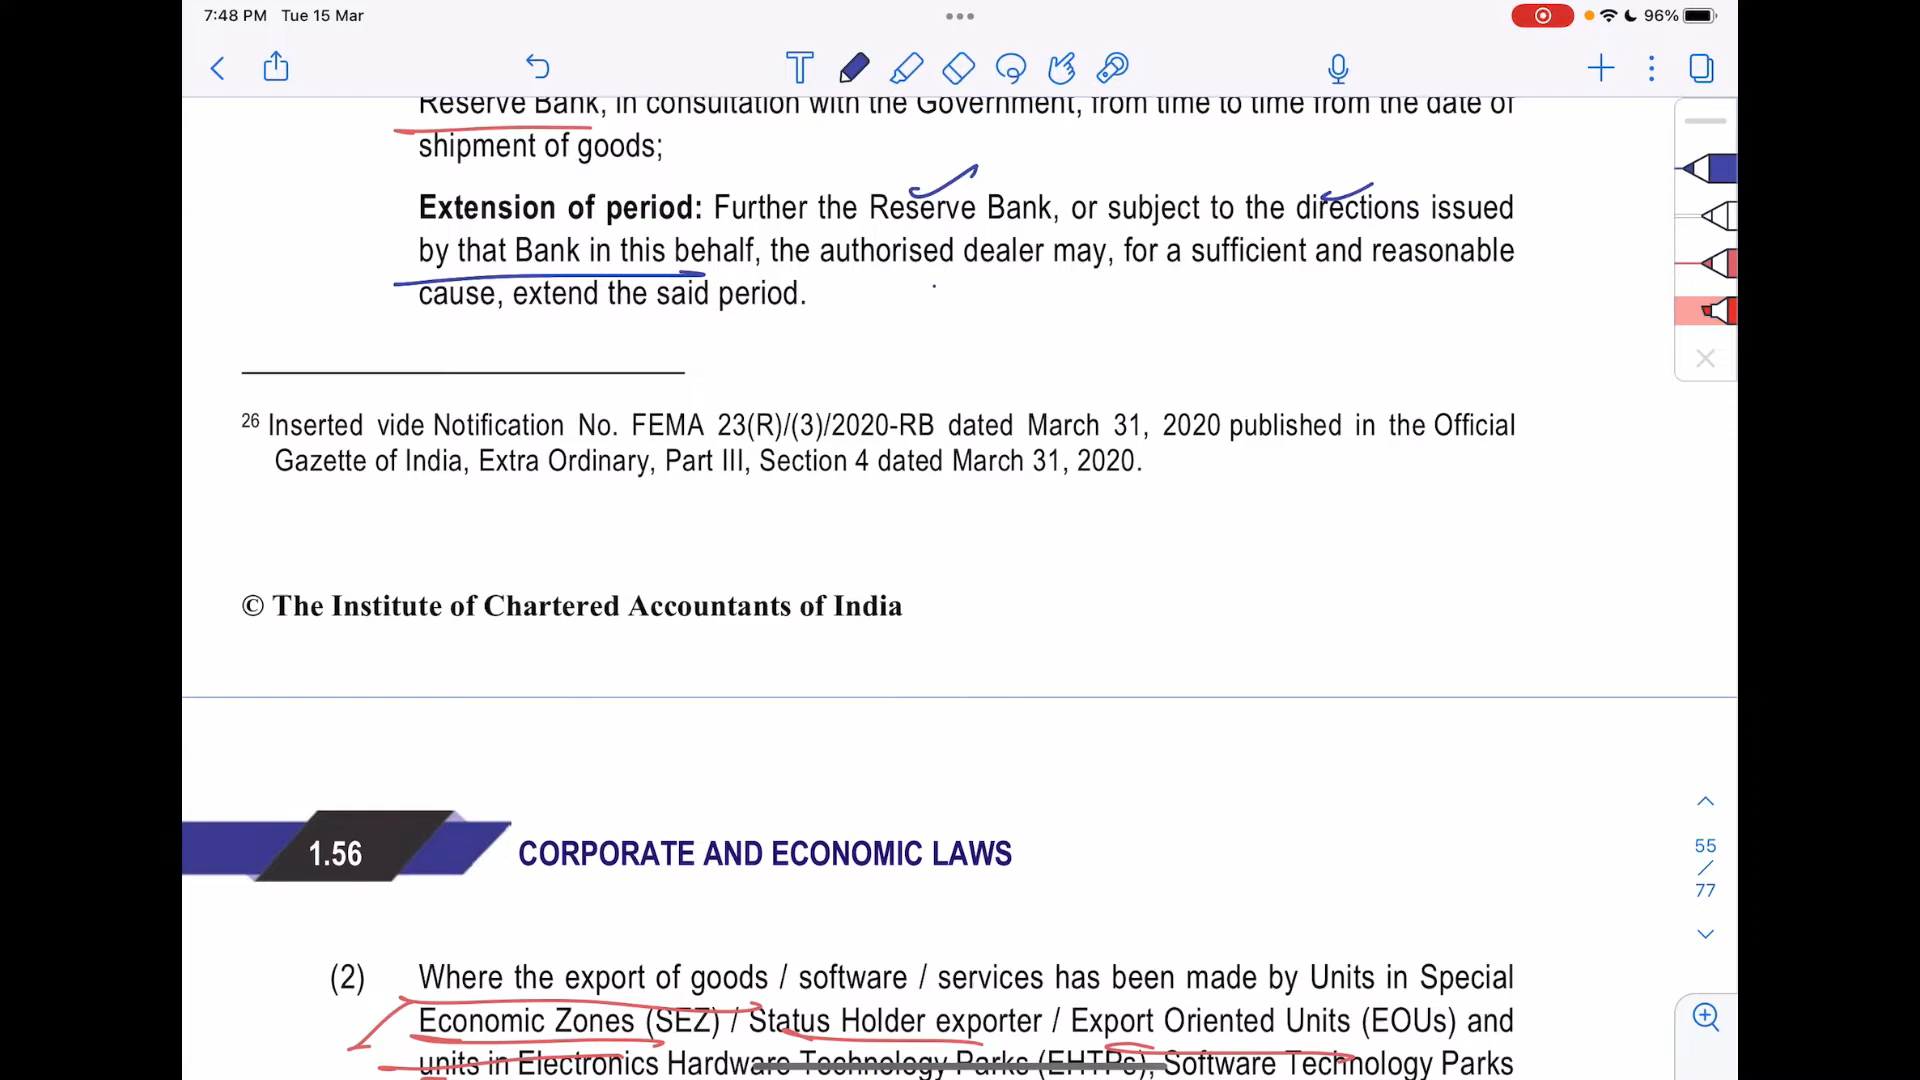 7:48 PM Tue 15 Mar
96%
Reserve Bank, in consultation with the Government, from time to time from the date of
shipment of goods;
Extension of period: Further the Reserve Bank, or subject to the directions issued
by that Bank in this behalf, the authorised dealer may, for a sufficient and reasonable
cause, extend the said period.
26 Inserted vide Notification No. FEMA 23(R)/(3)/2020-RB dated March 31, 2020 published in the Official
Gazette of India, Extra Ordinary, Part III, Section 4 dated March 31, 2020.
© The Institute of Chartered Accountants of India
55
/
77
1.56 CORPORATE AND ECONOMIC LAWS
(2) Where the export of goods / software / services has been made by Units in Special
Economic Zones (SEZ) / Status Holder exporter / Export Oriented Units (EOUs) and
units in Electronics Hardware Technology Parks (EHTPs), Software Technology Parks